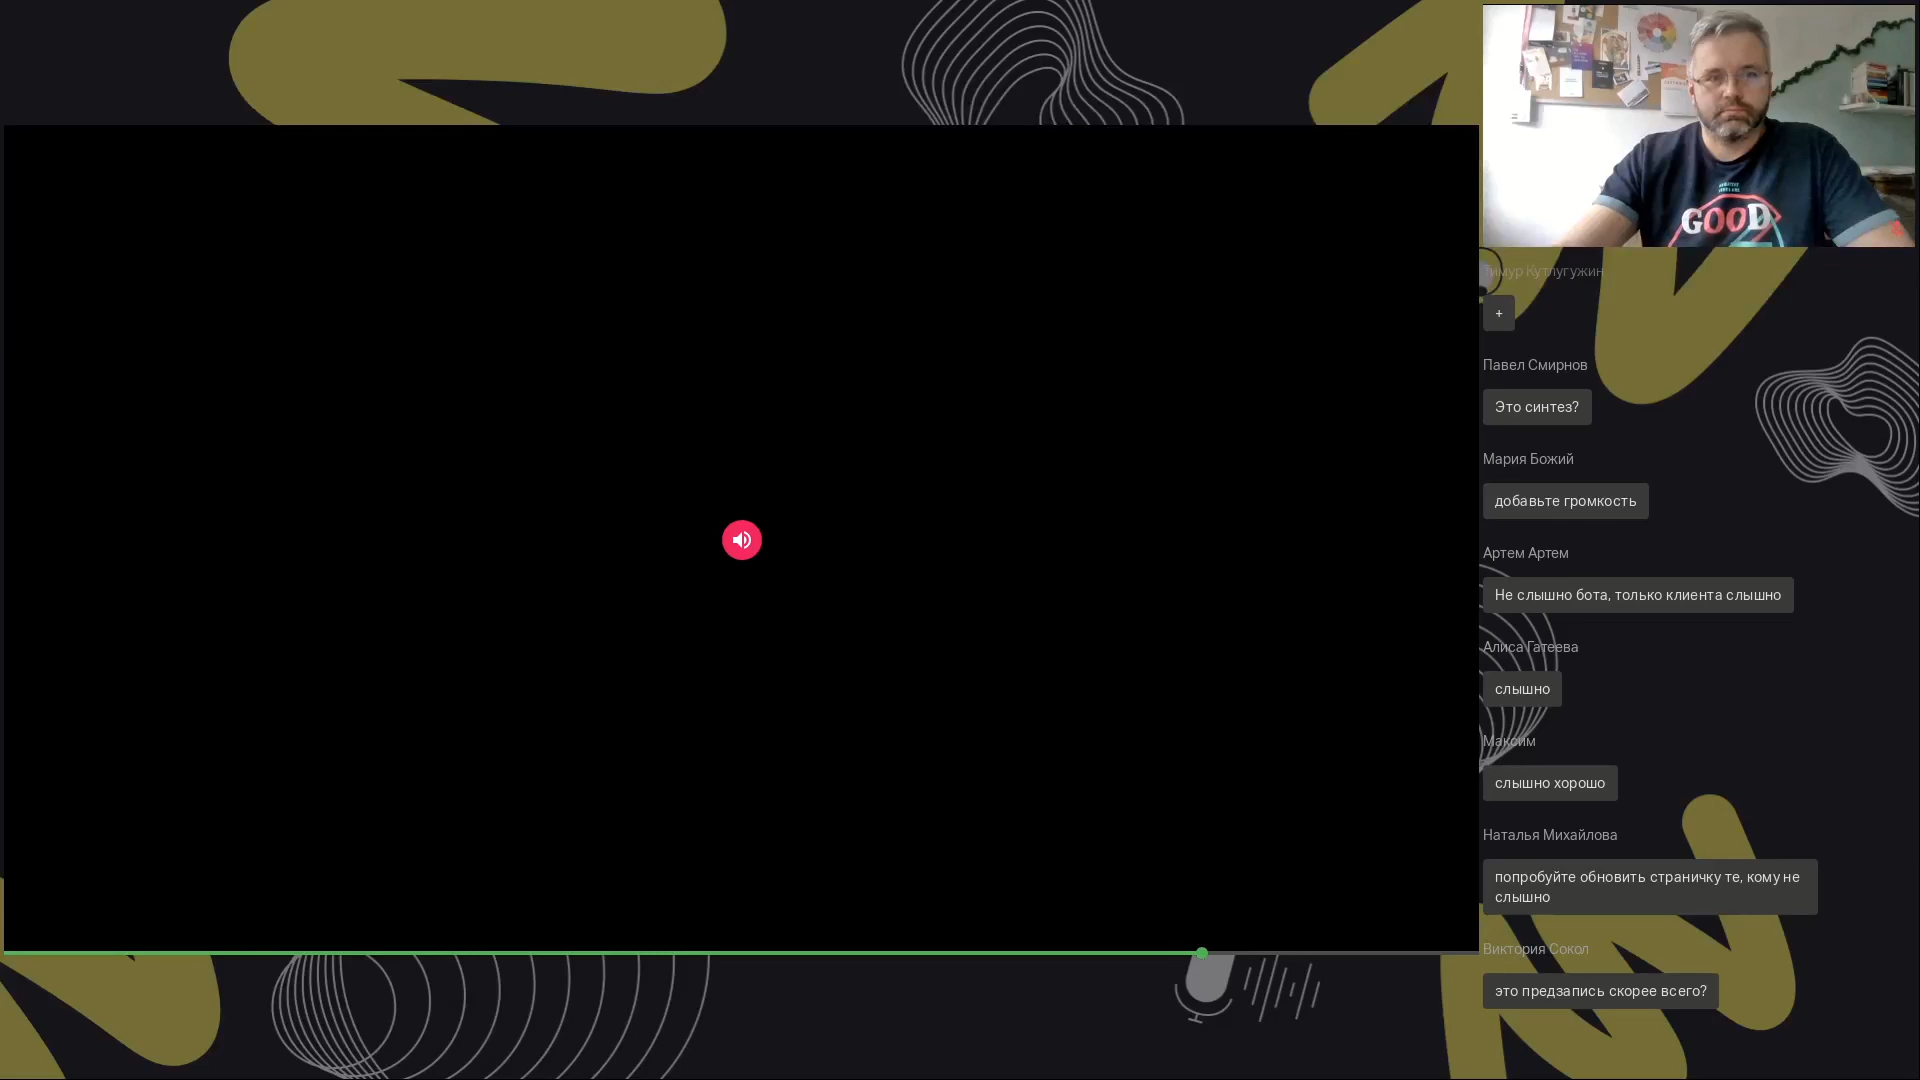 GOOD
Тимур Кутлугужин
+
Павел Смирнов
Это синтез?
Мария Божий
добавьте громкость
Артем Артем
Не слышно бота, только клиента слышно
Алиса Гатеева
слышно
Максим
слышно хорошо
Наталья Михайлова
попробуйте обновить страничку те, кому не
слышно
Виктория Сокол
это предзапись скорее всего?